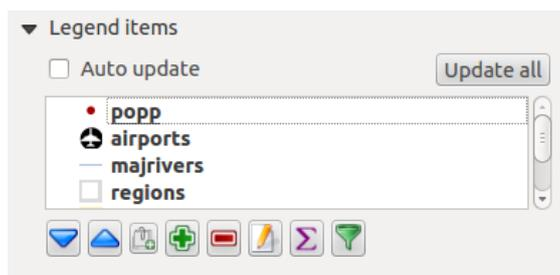 Legend items
Auto update
Update all
popp
airports
majrivers
regions
Σ